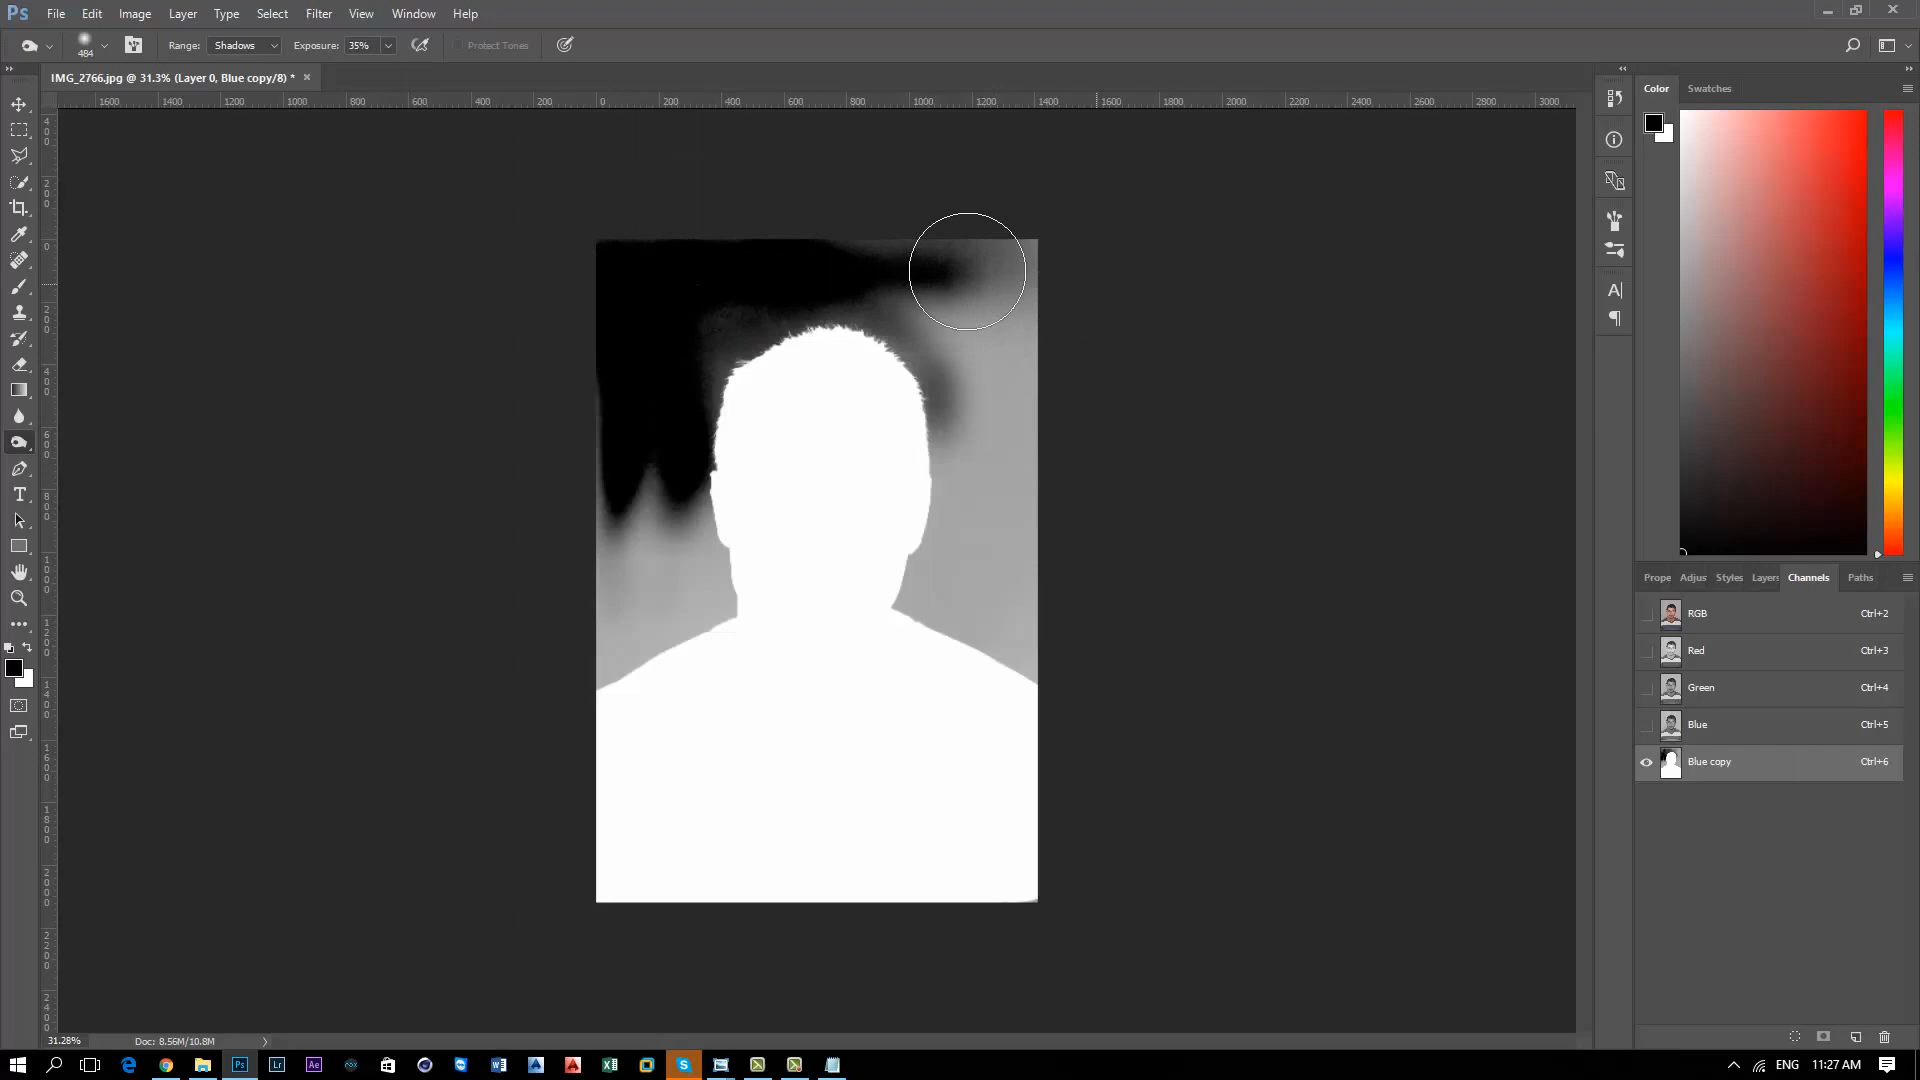 Ps File Edit Image Layer Type Select Filter View Window Help
484 Range: Shadows Exposure: 35% Protect Tones
IMG_2766.jpg @ 31.3% (Layer 0, Blue copy/8) * ×
1600 1400 1200 1000 800 600 400 200 0 200 400 600 800 1000 1200 1400 1600 1800 2000 2200 2400 2600 2800 3000
Color Swatches
Prope Adjus Styles Layers Channels Paths
RGB Ctrl+2
Red Ctrl+3
Green Ctrl+4
Blue Ctrl+5
Blue copy Ctrl+6
31.28% Doc: 8.56M/10.8M
Ps Lr Ae ENG 11:27 AM